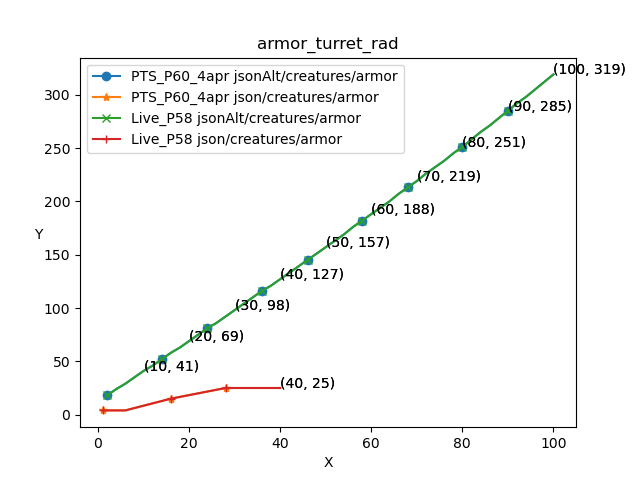 armor_turret_rad
PTS_P60_4apr jsonAlt/creatures/armor
PTS_P60_4apr json/creatures/armor
Live_P58 jsonAlt/creatures/armor
Live_P58 json/creatures/armor
(100, 319)
(90, 285)
(80, 251)
(70, 219)
(60, 188)
(50, 157)
(40, 127)
(30, 98)
(20, 69)
(10, 41)
(40, 25)
Y
300
250
200
150
100
50
0
0 20 40 60 80 100
X